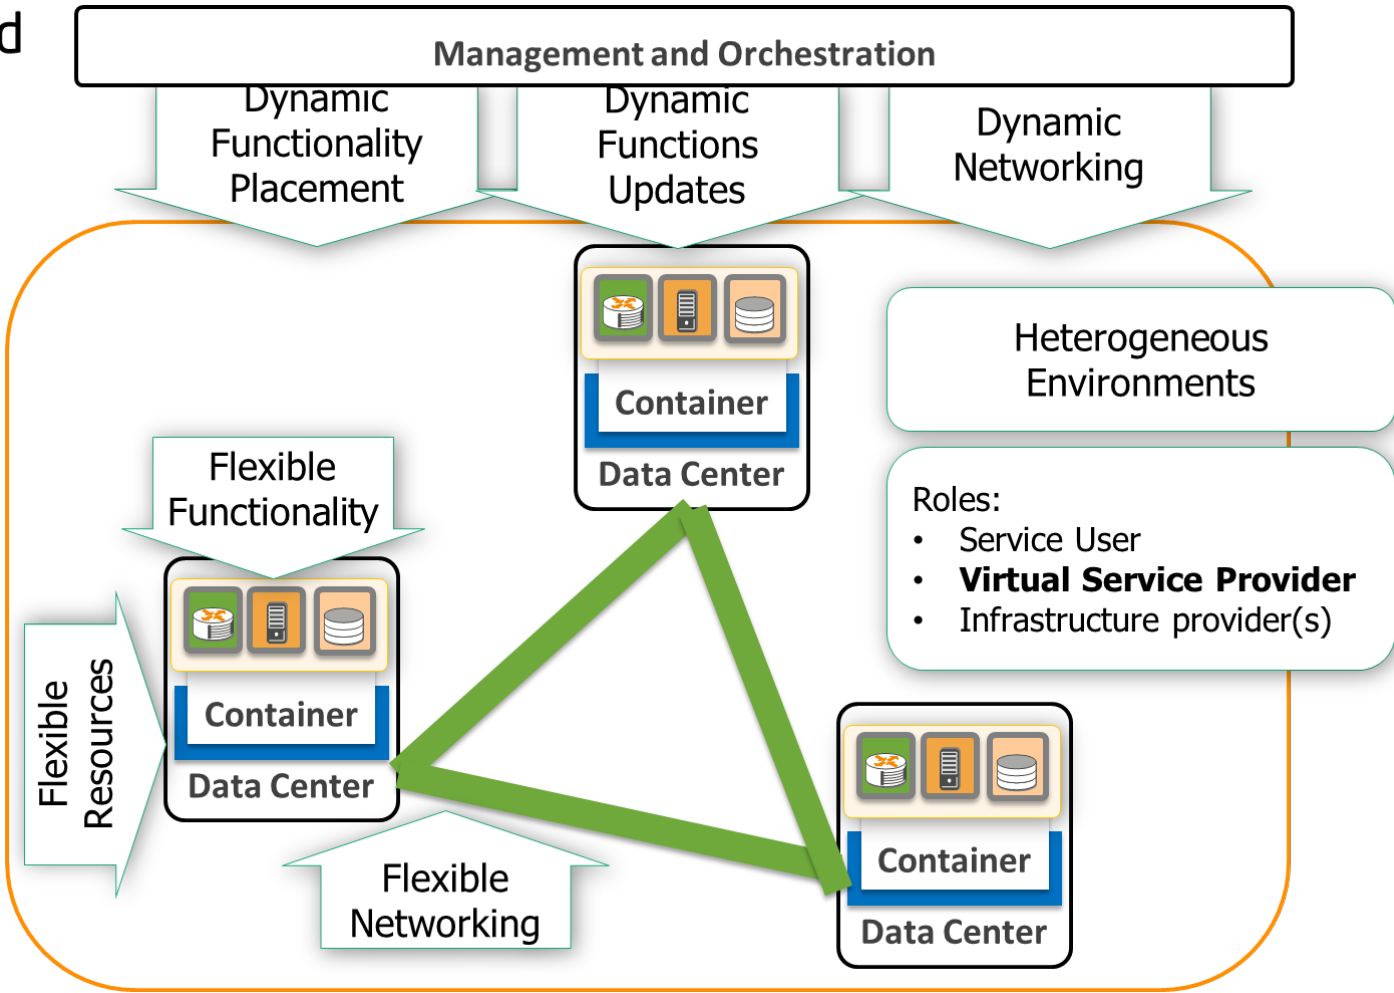 d
Management and Orchestration
Dynamic
Functionality
Placement
Dynamic
Functions
Updates
Dynamic
Networking
Container
Data Center
Heterogeneous
Environments
Flexible
Functionality
Roles:
• Service User
• Virtual Service Provider
• Infrastructure provider(s)
Flexible
Resources
Container
Data Center
Flexible
Networking
Container
Data Center